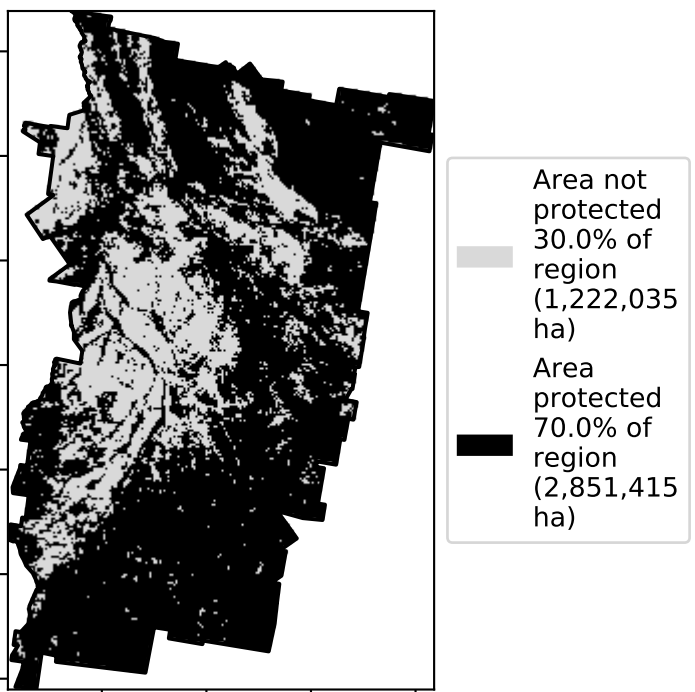 Area not
protected
30.0% of
region
(1,222,035
ha)
Area
protected
70.0% of
region
(2,851,415
ha)